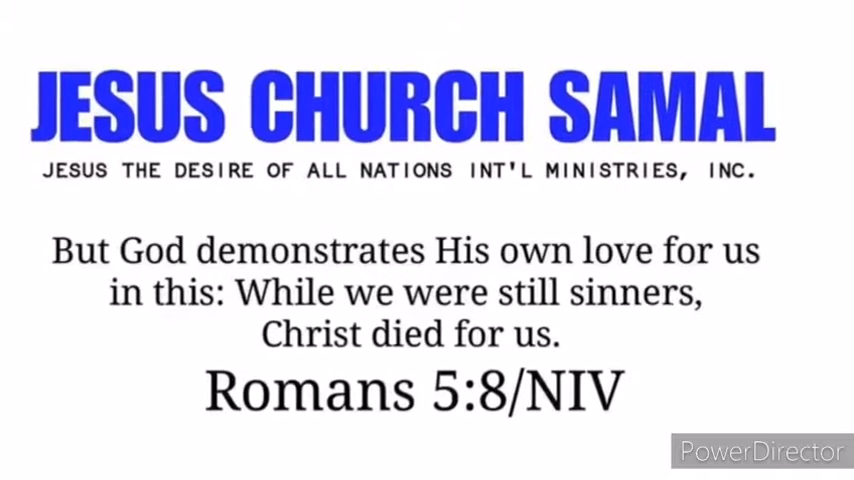 JESUS CHURCH SAMAL
JESUS THE DESIRE OF ALL NATIONS INT'L MINISTRIES, INC.
But God demonstrates His own love for us
in this: While we were still sinners,
Christ died for us.
Romans 5:8/NIV
PowerDirector